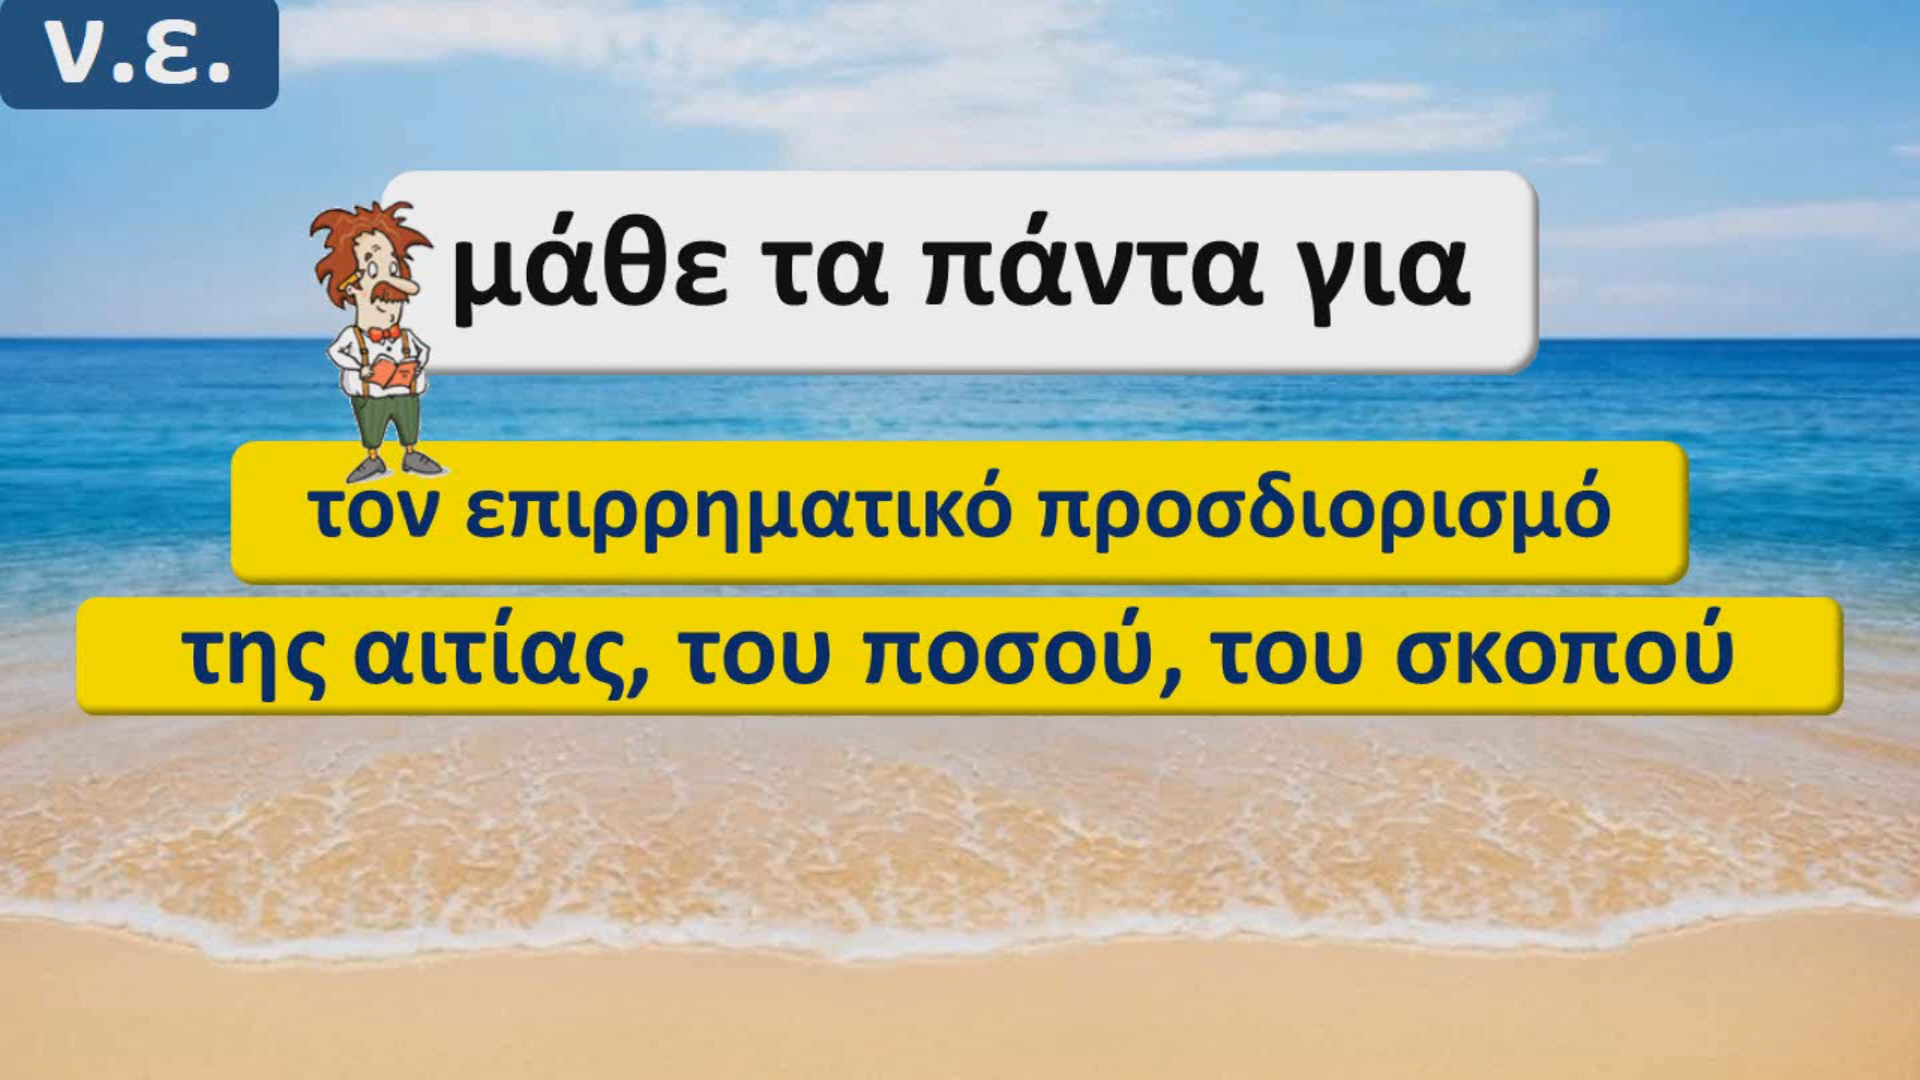 ν.ε.
μάθε τα πάντα για
τον επιρρηματικό προσδιορισμό
της αιτίας, του ποσού, του σκοπού